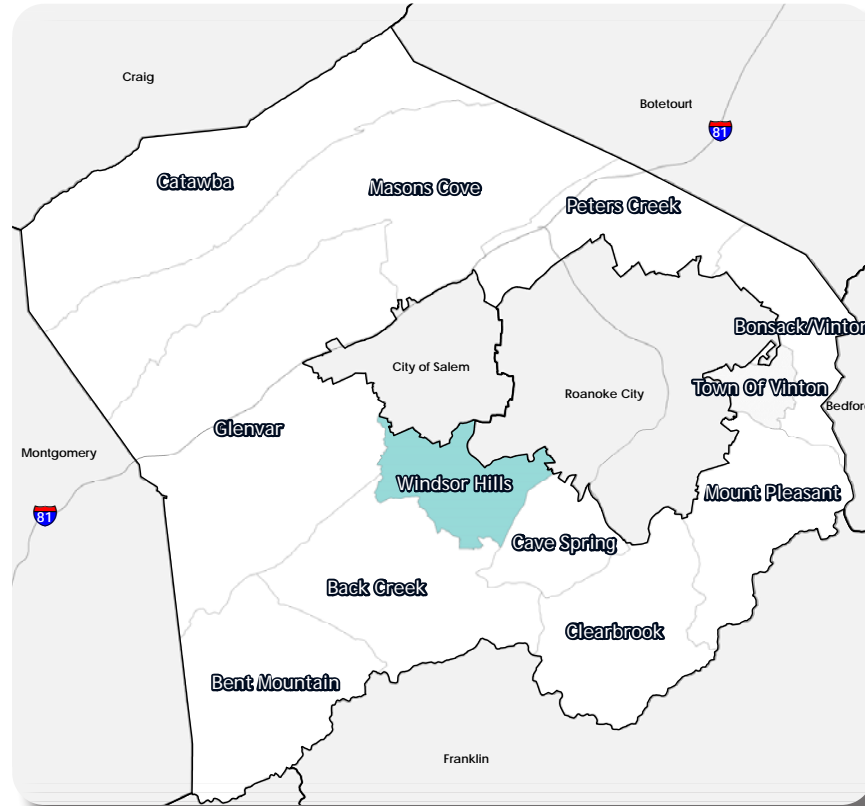 Craig
Botetourt
81
Catawba
Masons Cove
Peters Creek
Bonsack/Vinton
City of Salem
Town Of Vinton
Roanoke City
Bedford
Glenvar
Montgomery
Windsor Hills
Mount Pleasant
81
Cave Spring
Back Creek
Clearbrook
Bent Mountain
Franklin